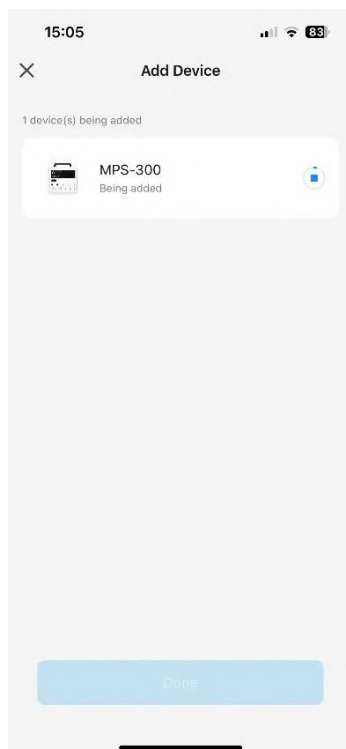 15:05
83
Add Device
1 device(s) being added
MPS-300
Being added
Done